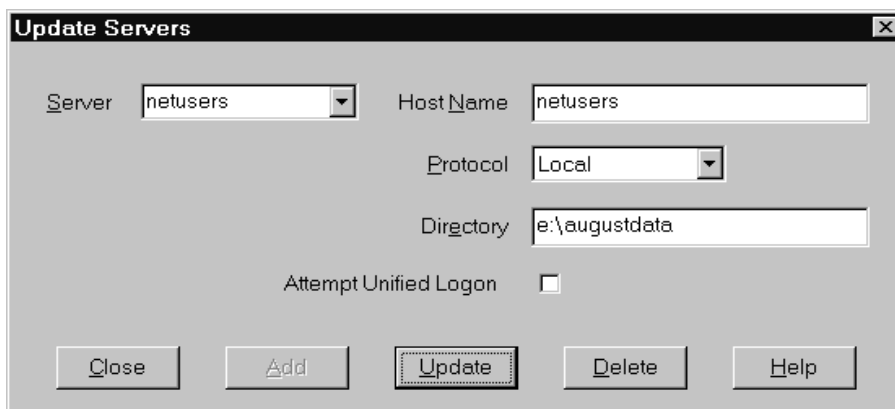 Update Servers
Server netusers Host Name netusers
Protocol Local
Directory e:\augustdata
Attempt Unified Logon
Close Add Update Delete Help